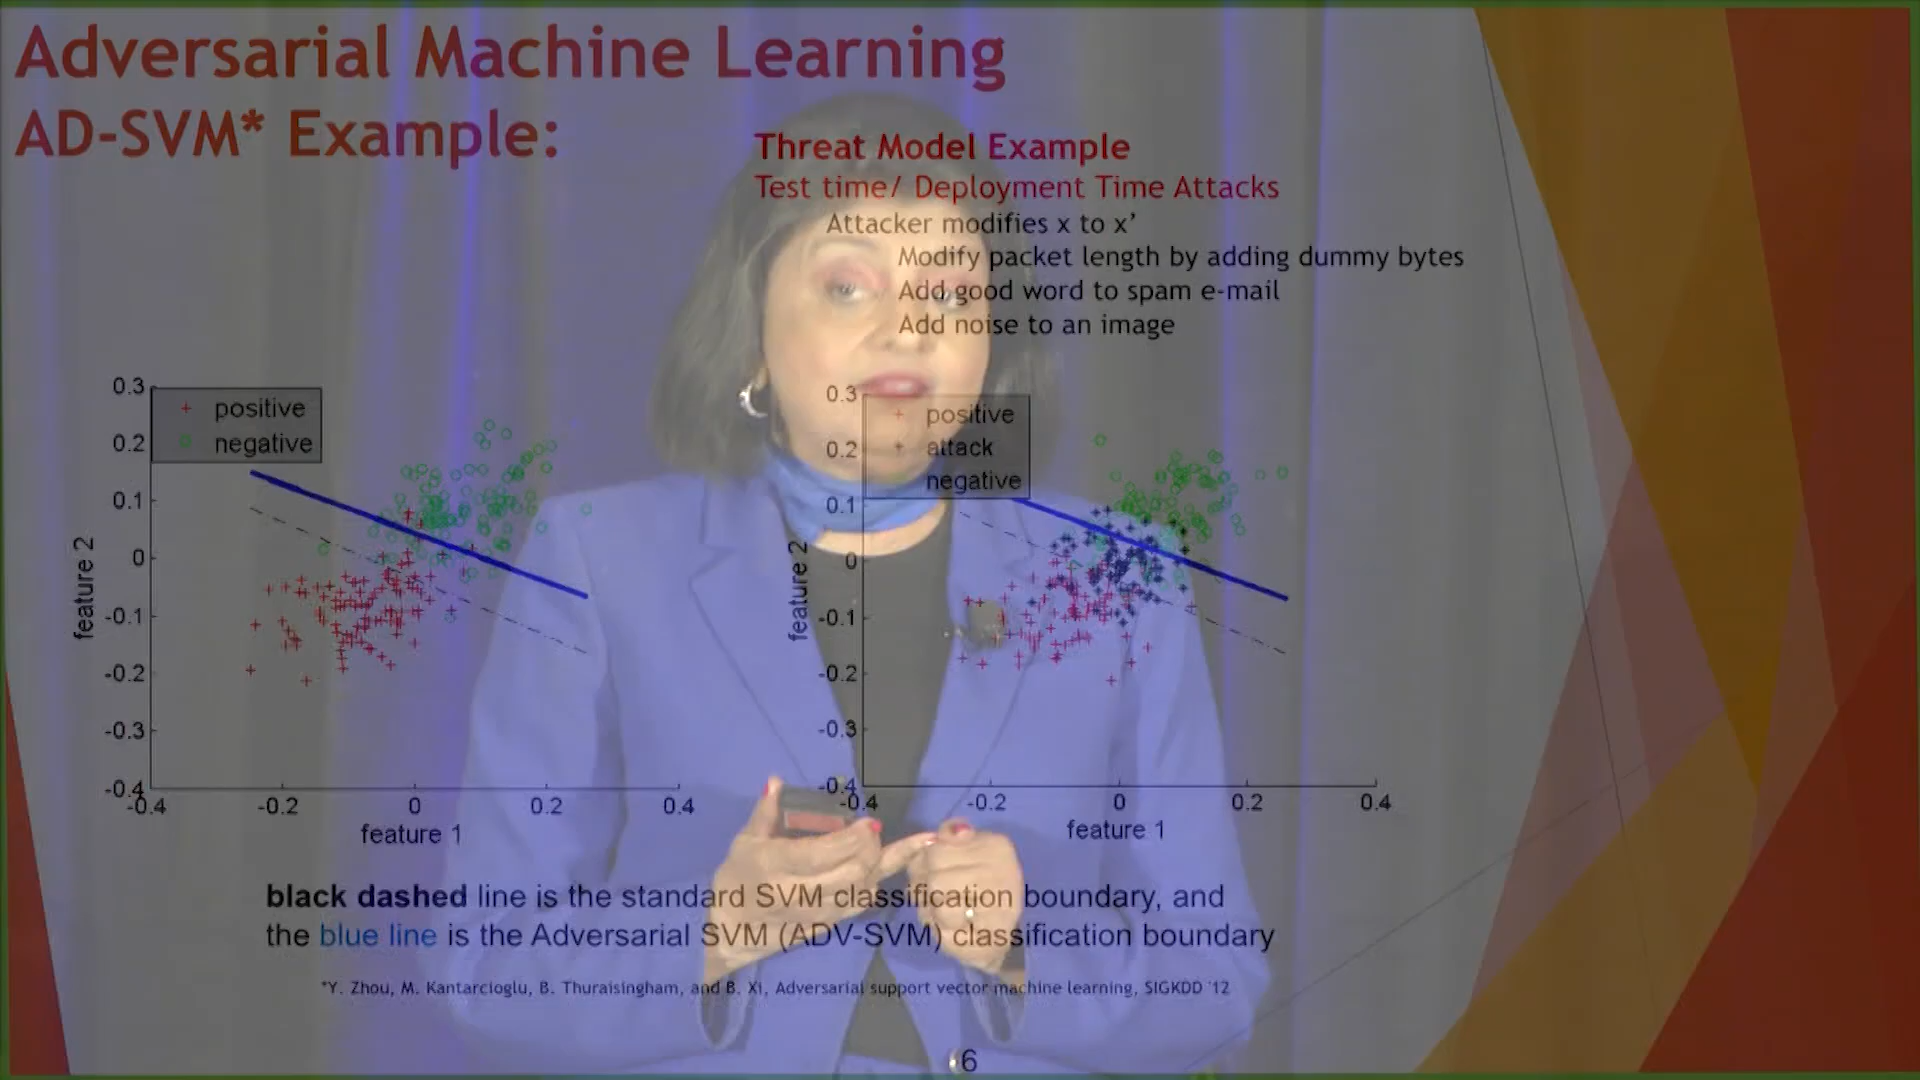 Adversarial Machine Learning
AD-SVM* Example:
Threat Model Example
Test time/ Deployment Time Attacks
Attacker modifies x to x’
Modify packet length by adding dummy bytes
Add good word to spam e-mail
Add noise to an image
0.3
0.2
0.1
0
-0.1
-0.2
-0.3
-0.4
positive
negative
feature 2
-0.4
-0.2
0
0.2
0.4
feature 1
0.3
0.2
0.1
0
-0.1
-0.2
-0.3
-0.4
positive
attack
negative
feature 2
-0.4
-0.2
0
0.2
0.4
feature 1
black dashed line is the standard SVM classification boundary, and
the blue line is the Adversarial SVM (ADV-SVM) classification boundary
*Y. Zhou, M. Kantarcioglu, B. Thuraisingham, and B. Xi, Adversarial support vector machine learning, SIGKDD '12
6